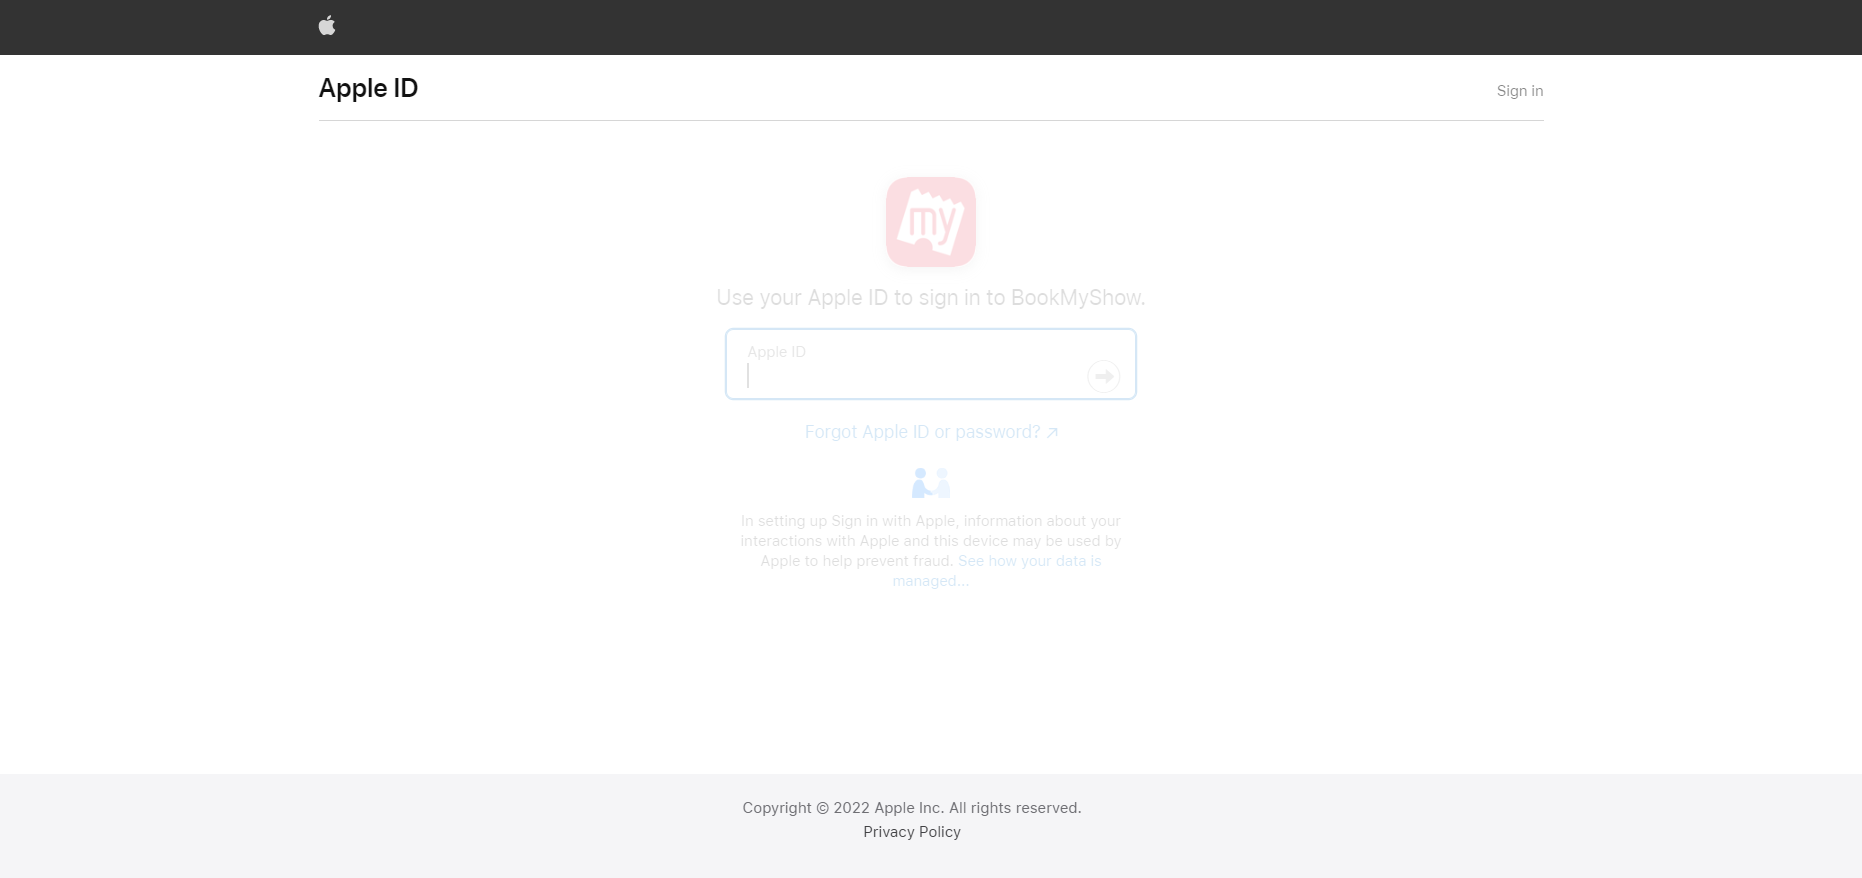 Apple ID
Sign in
my
Use your Apple ID to sign in to BookMyShow.
Apple ID
Forgot Apple ID or password? ↗
In setting up Sign in with Apple, information about your
interactions with Apple and this device may be used by
Apple to help prevent fraud. See how your data is
managed...
Copyright © 2022 Apple Inc. All rights reserved.
Privacy Policy